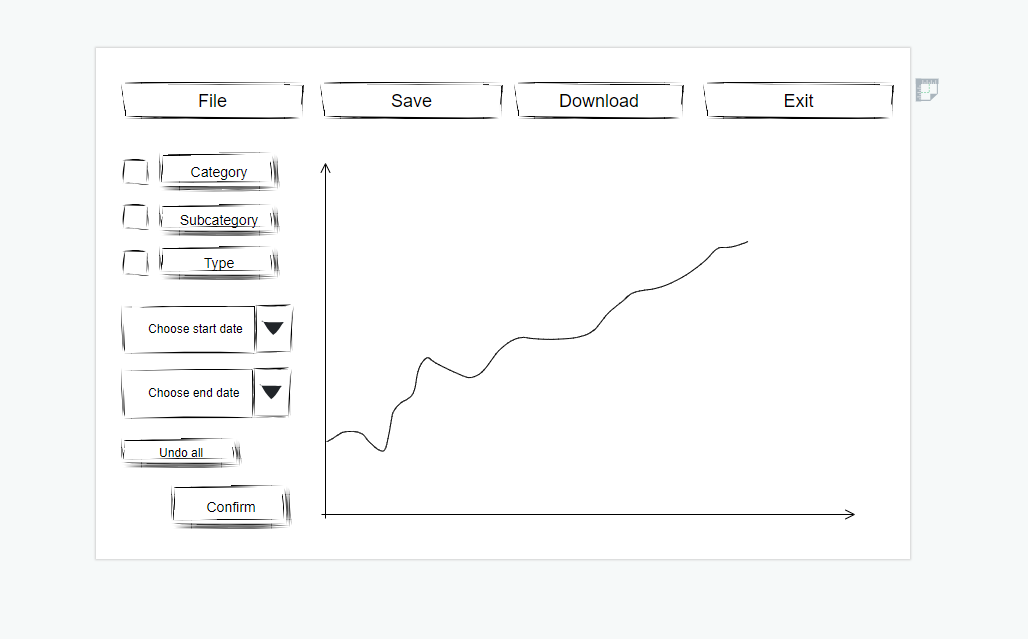 File
Save
Download
Exit
Category
Subcategory
Type
Choose start date
Choose end date
Undo all
Confirm